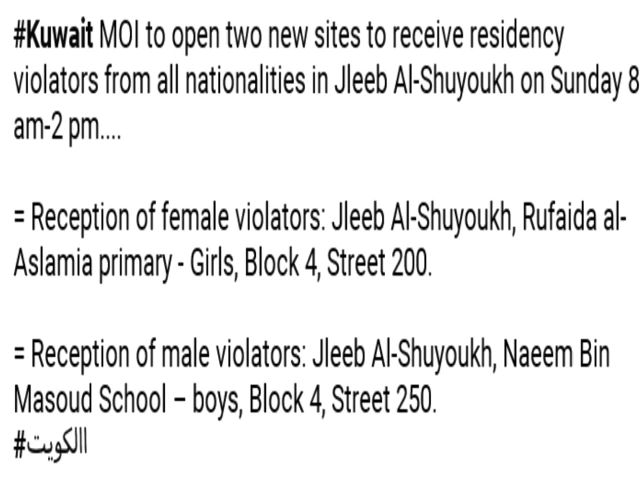 #Kuwait MOI to open two new sites to receive residency
violators from all nationalities in Jleeb Al-Shuyoukh on Sunday 8
am-2 pm....
= Reception of female violators: Jleeb Al-Shuyoukh, Rufaida al-
Aslamia primary - Girls, Block 4, Street 200.
= Reception of male violators: Jleeb Al-Shuyoukh, Naeem Bin
Masoud School – boys, Block 4, Street 250.
#االكويت